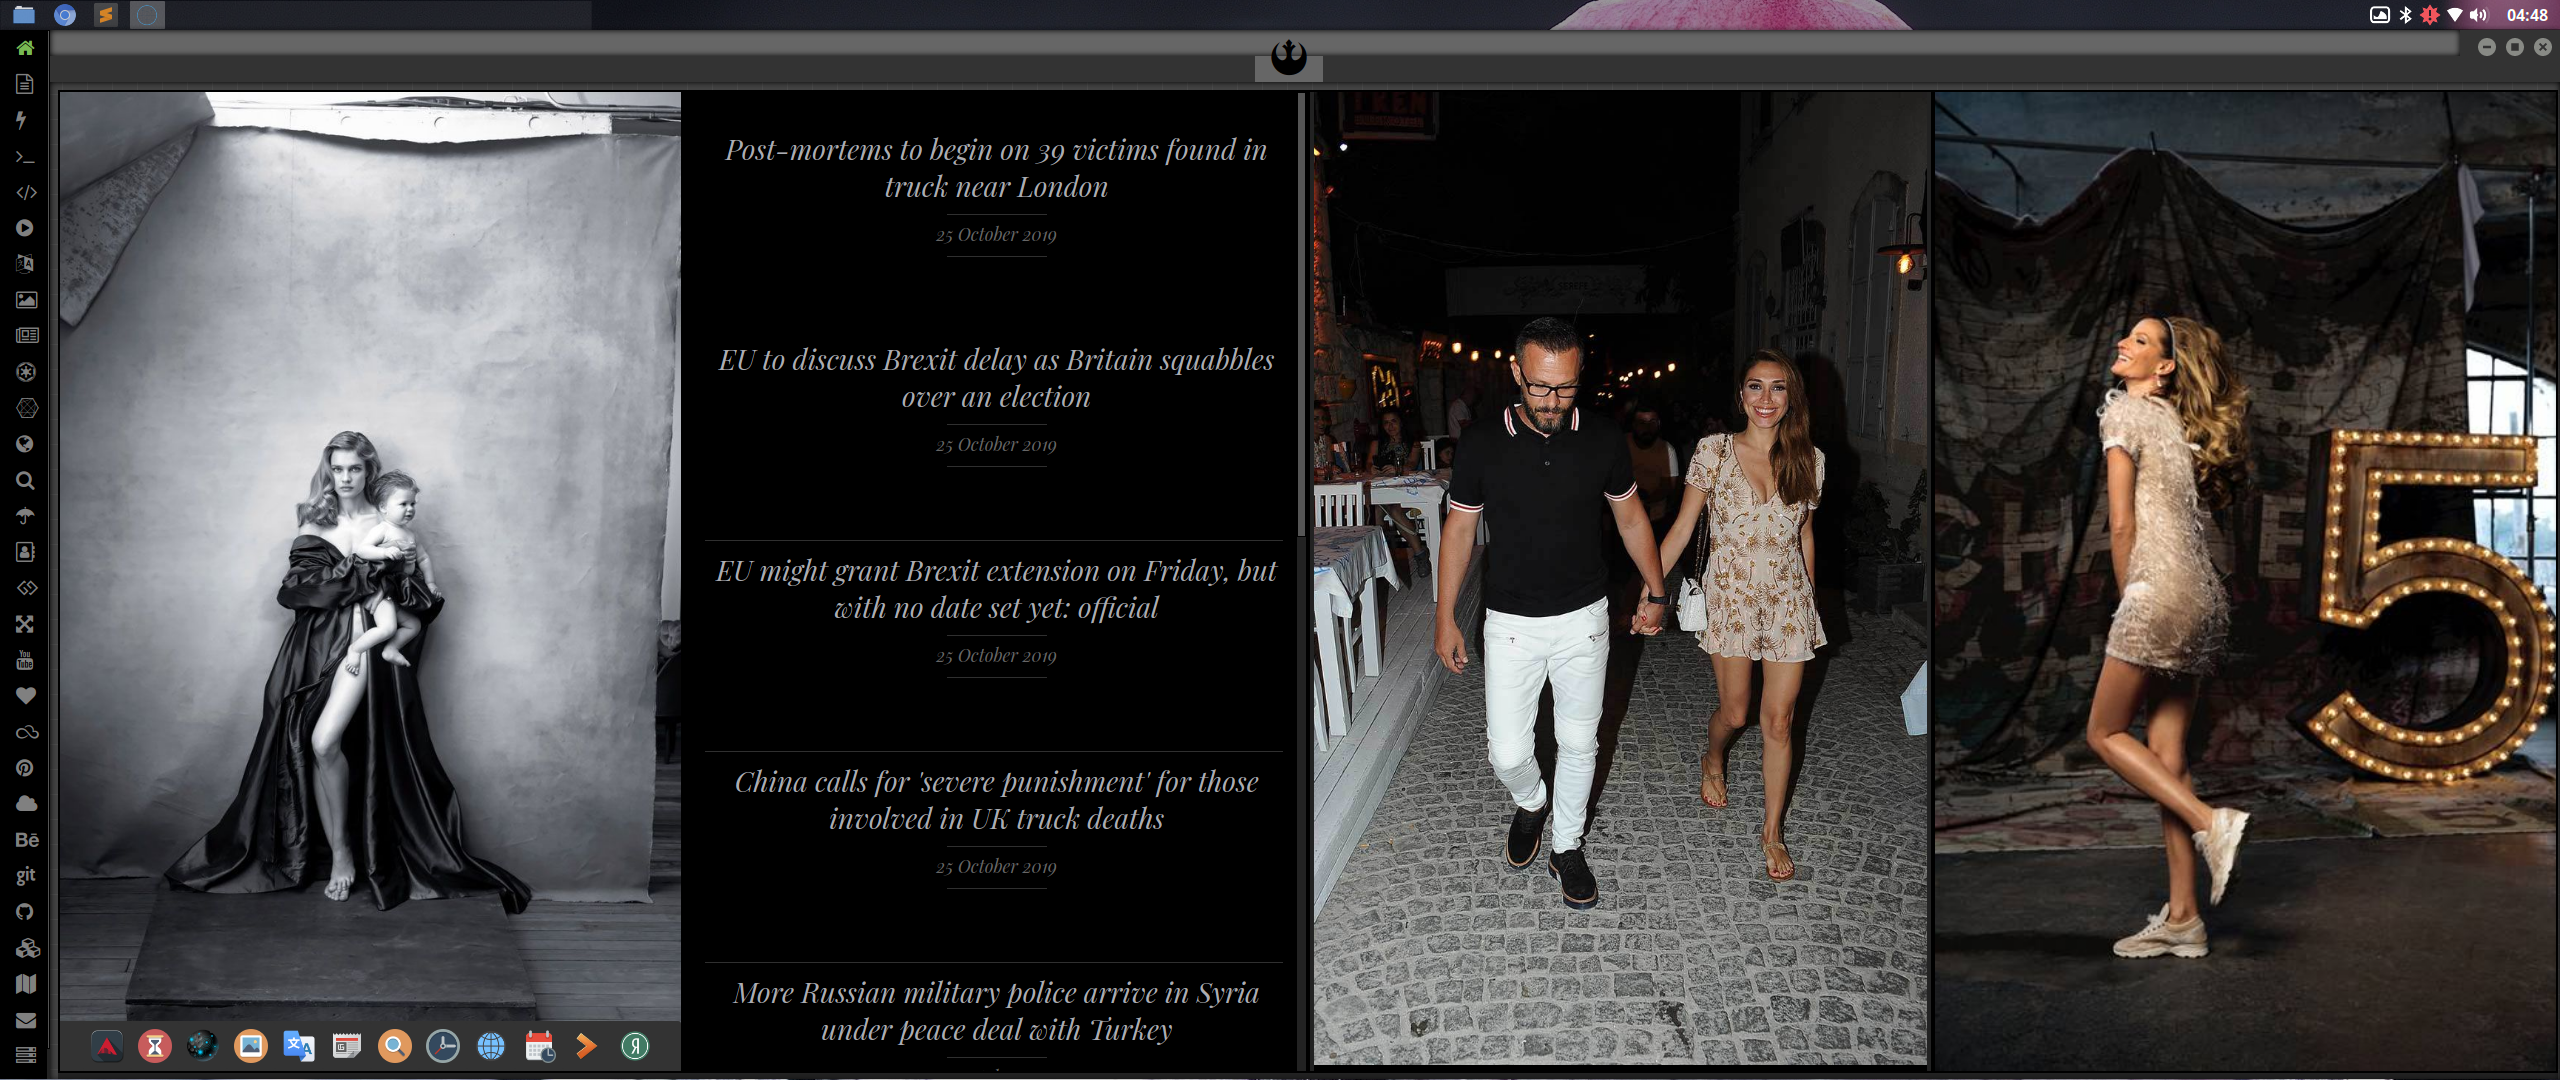 04:48
Post-mortems to begin on 39 victims found in
truck near London
25 October 2019
EU to discuss Brexit delay as Britain squabbles
over an election
25 October 2019
EU might grant Brexit extension on Friday, but
with no date set yet: official
25 October 2019
China calls for 'severe punishment' for those
involved in UK truck deaths
25 October 2019
More Russian military police arrive in Syria
under peace deal with Turkey
You
Tube
Bē
git
5